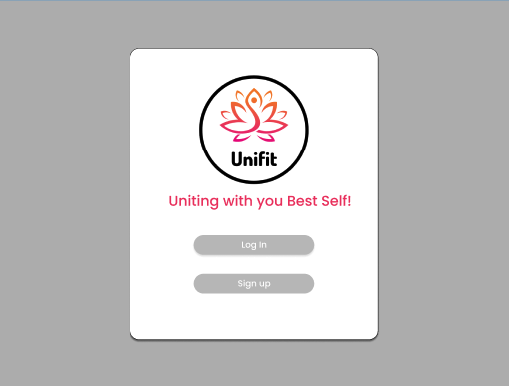 Unifit
Uniting with you Best Self!
Log In
Sign up